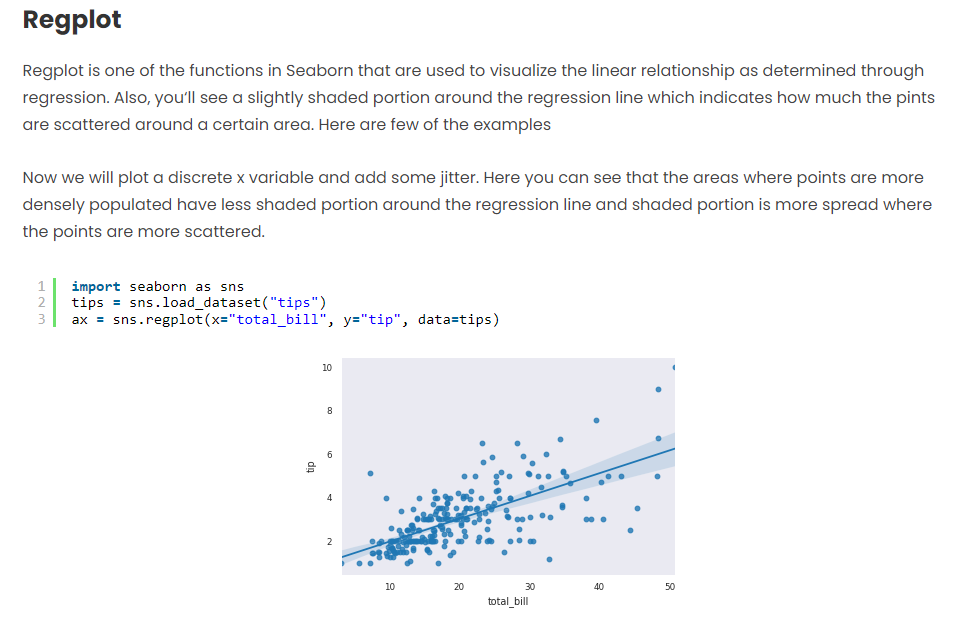 Regplot
Regplot is one of the functions in Seaborn that are used to visualize the linear relationship as determined through
regression. Also, you'll see a slightly shaded portion around the regression line which indicates how much the pints
are scattered around a certain area. Here are few of the examples
Now we will plot a discrete x variable and add some jitter. Here you can see that the areas where points are more
densely populated have less shaded portion around the regression line and shaded portion is more spread where
the points are more scattered.
1 import seaborn as sns
2 tips = sns.load_dataset("tips")
3 ax = sns.regplot(x="total_bill", y="tip", data=tips)
10
8
6
tip
4
2
10 20 30 40 50
total_bill